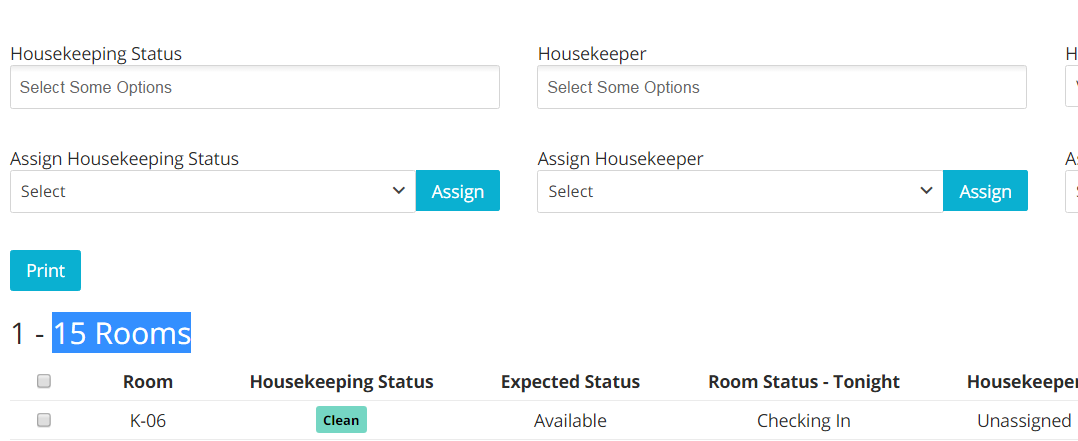 Housekeeping Status Housekeeper H
Select Some Options Select Some Options
Assign Housekeeping Status Assign Housekeeper
Select Assign Select Assign
Print
1 - 15 Rooms
Room Housekeeping Status Expected Status Room Status - Tonight Housekeeper
K-06 Clean Available Checking In Unassigned